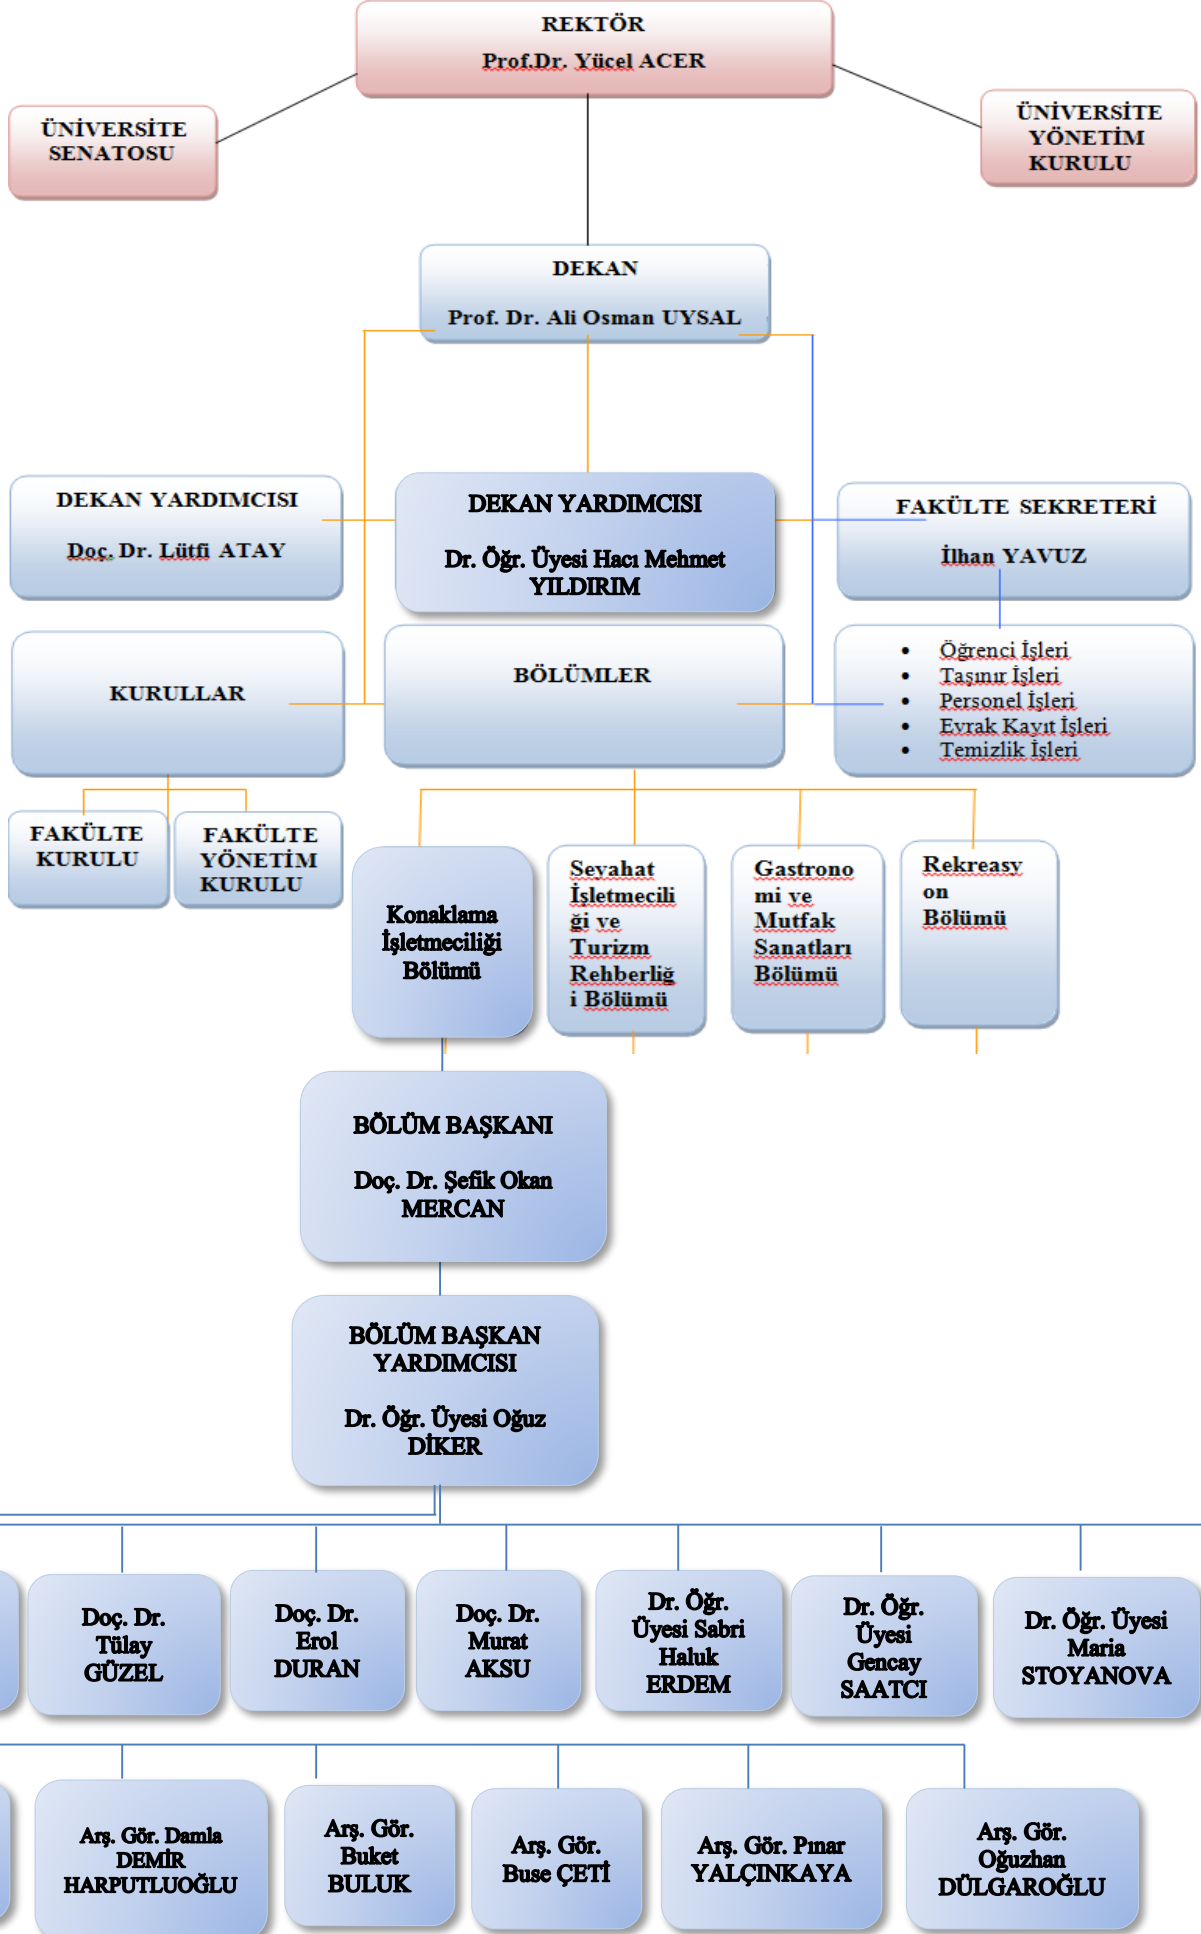 REKTÖR
Prof.Dr. Yücel ACER
ÜNİVERSİTE
SENATOSU
ÜNİVERSİTE
YÖNETİM
KURULU
DEKAN
Prof. Dr. Ali Osman UYSAL
DEKAN YARDIMCISI
Doç. Dr. Lütfi ATAY
DEKAN YARDIMCISI
Dr. Öğr. Üyesi Hacı Mehmet
YILDIRIM
FAKÜLTE SEKRETERİ
İlhan YAVUZ
KURULLAR
BÖLÜMLER
• Öğrenci İşleri
• Taşınır İşleri
• Personel İşleri
• Evrak Kayıt İşleri
• Temizlik İşleri
FAKÜLTE
KURULU
FAKÜLTE
YÖNETİM
KURULU
Konaklama
İşletmeciliği
Bölümü
Seyahat
İşletmecili
ği ve
Turizm
Rehberliğ
i Bölümü
Gastrono
mi ve
Mutfak
Sanatları
Bölümü
Rekreasy
on
Bölümü
BÖLÜM BAŞKANI
Doç. Dr. Şefik Okan
MERCAN
BÖLÜM BAŞKAN
YARDIMCISI
Dr. Öğr. Üyesi Oğuz
DİKER
Doç. Dr.
Tülay
GÜZEL
Doç. Dr.
Erol
DURAN
Doç. Dr.
Murat
AKSU
Dr. Öğr.
Üyesi Sabri
Haluk
ERDEM
Dr. Öğr.
Üyesi
Gencay
SAATCI
Dr. Öğr. Üyesi
Maria
STOYANOVA
Arş. Gör. Damla
DEMİR
HARPUTLUOĞLU
Arş. Gör.
Buket
BULUK
Arş. Gör.
Buse ÇETİ
Arş. Gör. Pınar
YALÇINKAYA
Arş. Gör.
Oğuzhan
DÜLGAROĞLU